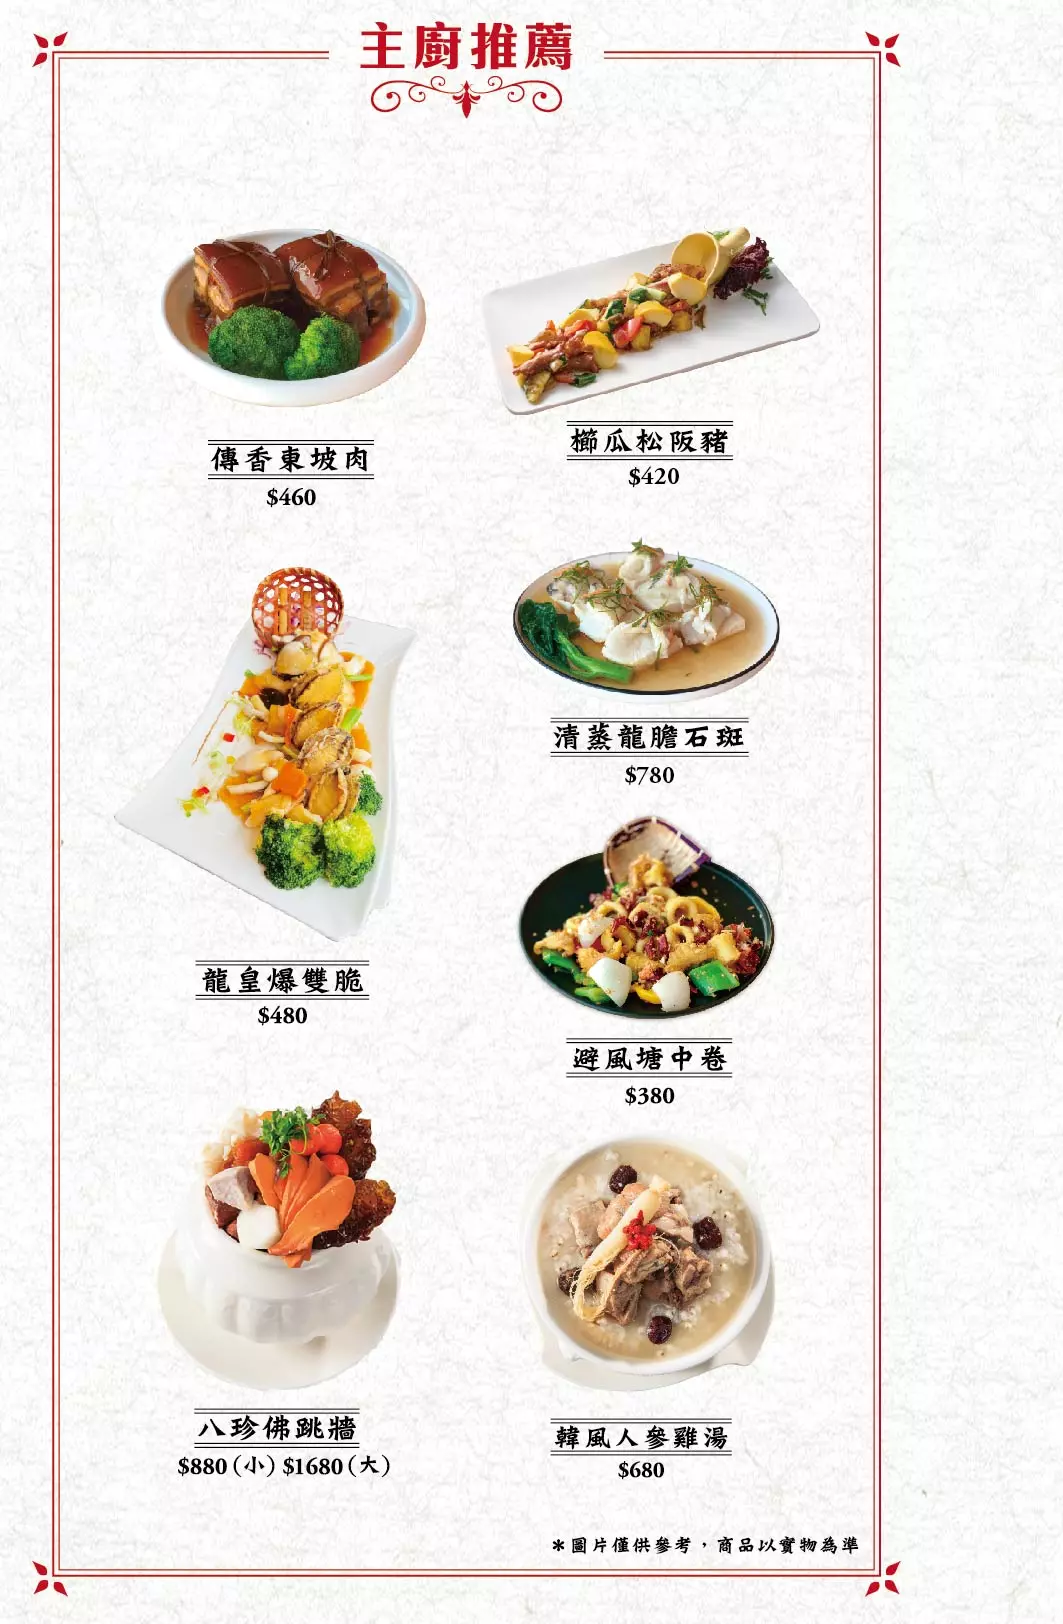 主廚推薦
傳香東坡肉
$460
櫛瓜松阪豬
$420
清蒸龍膽石斑
$780
龍皇爆雙脆
$480
避風塘中卷
$380
八珍佛跳牆
$880(小) $1680(大)
韓風人參雞湯
$680
＊圖片僅供參考，商品以實物為準